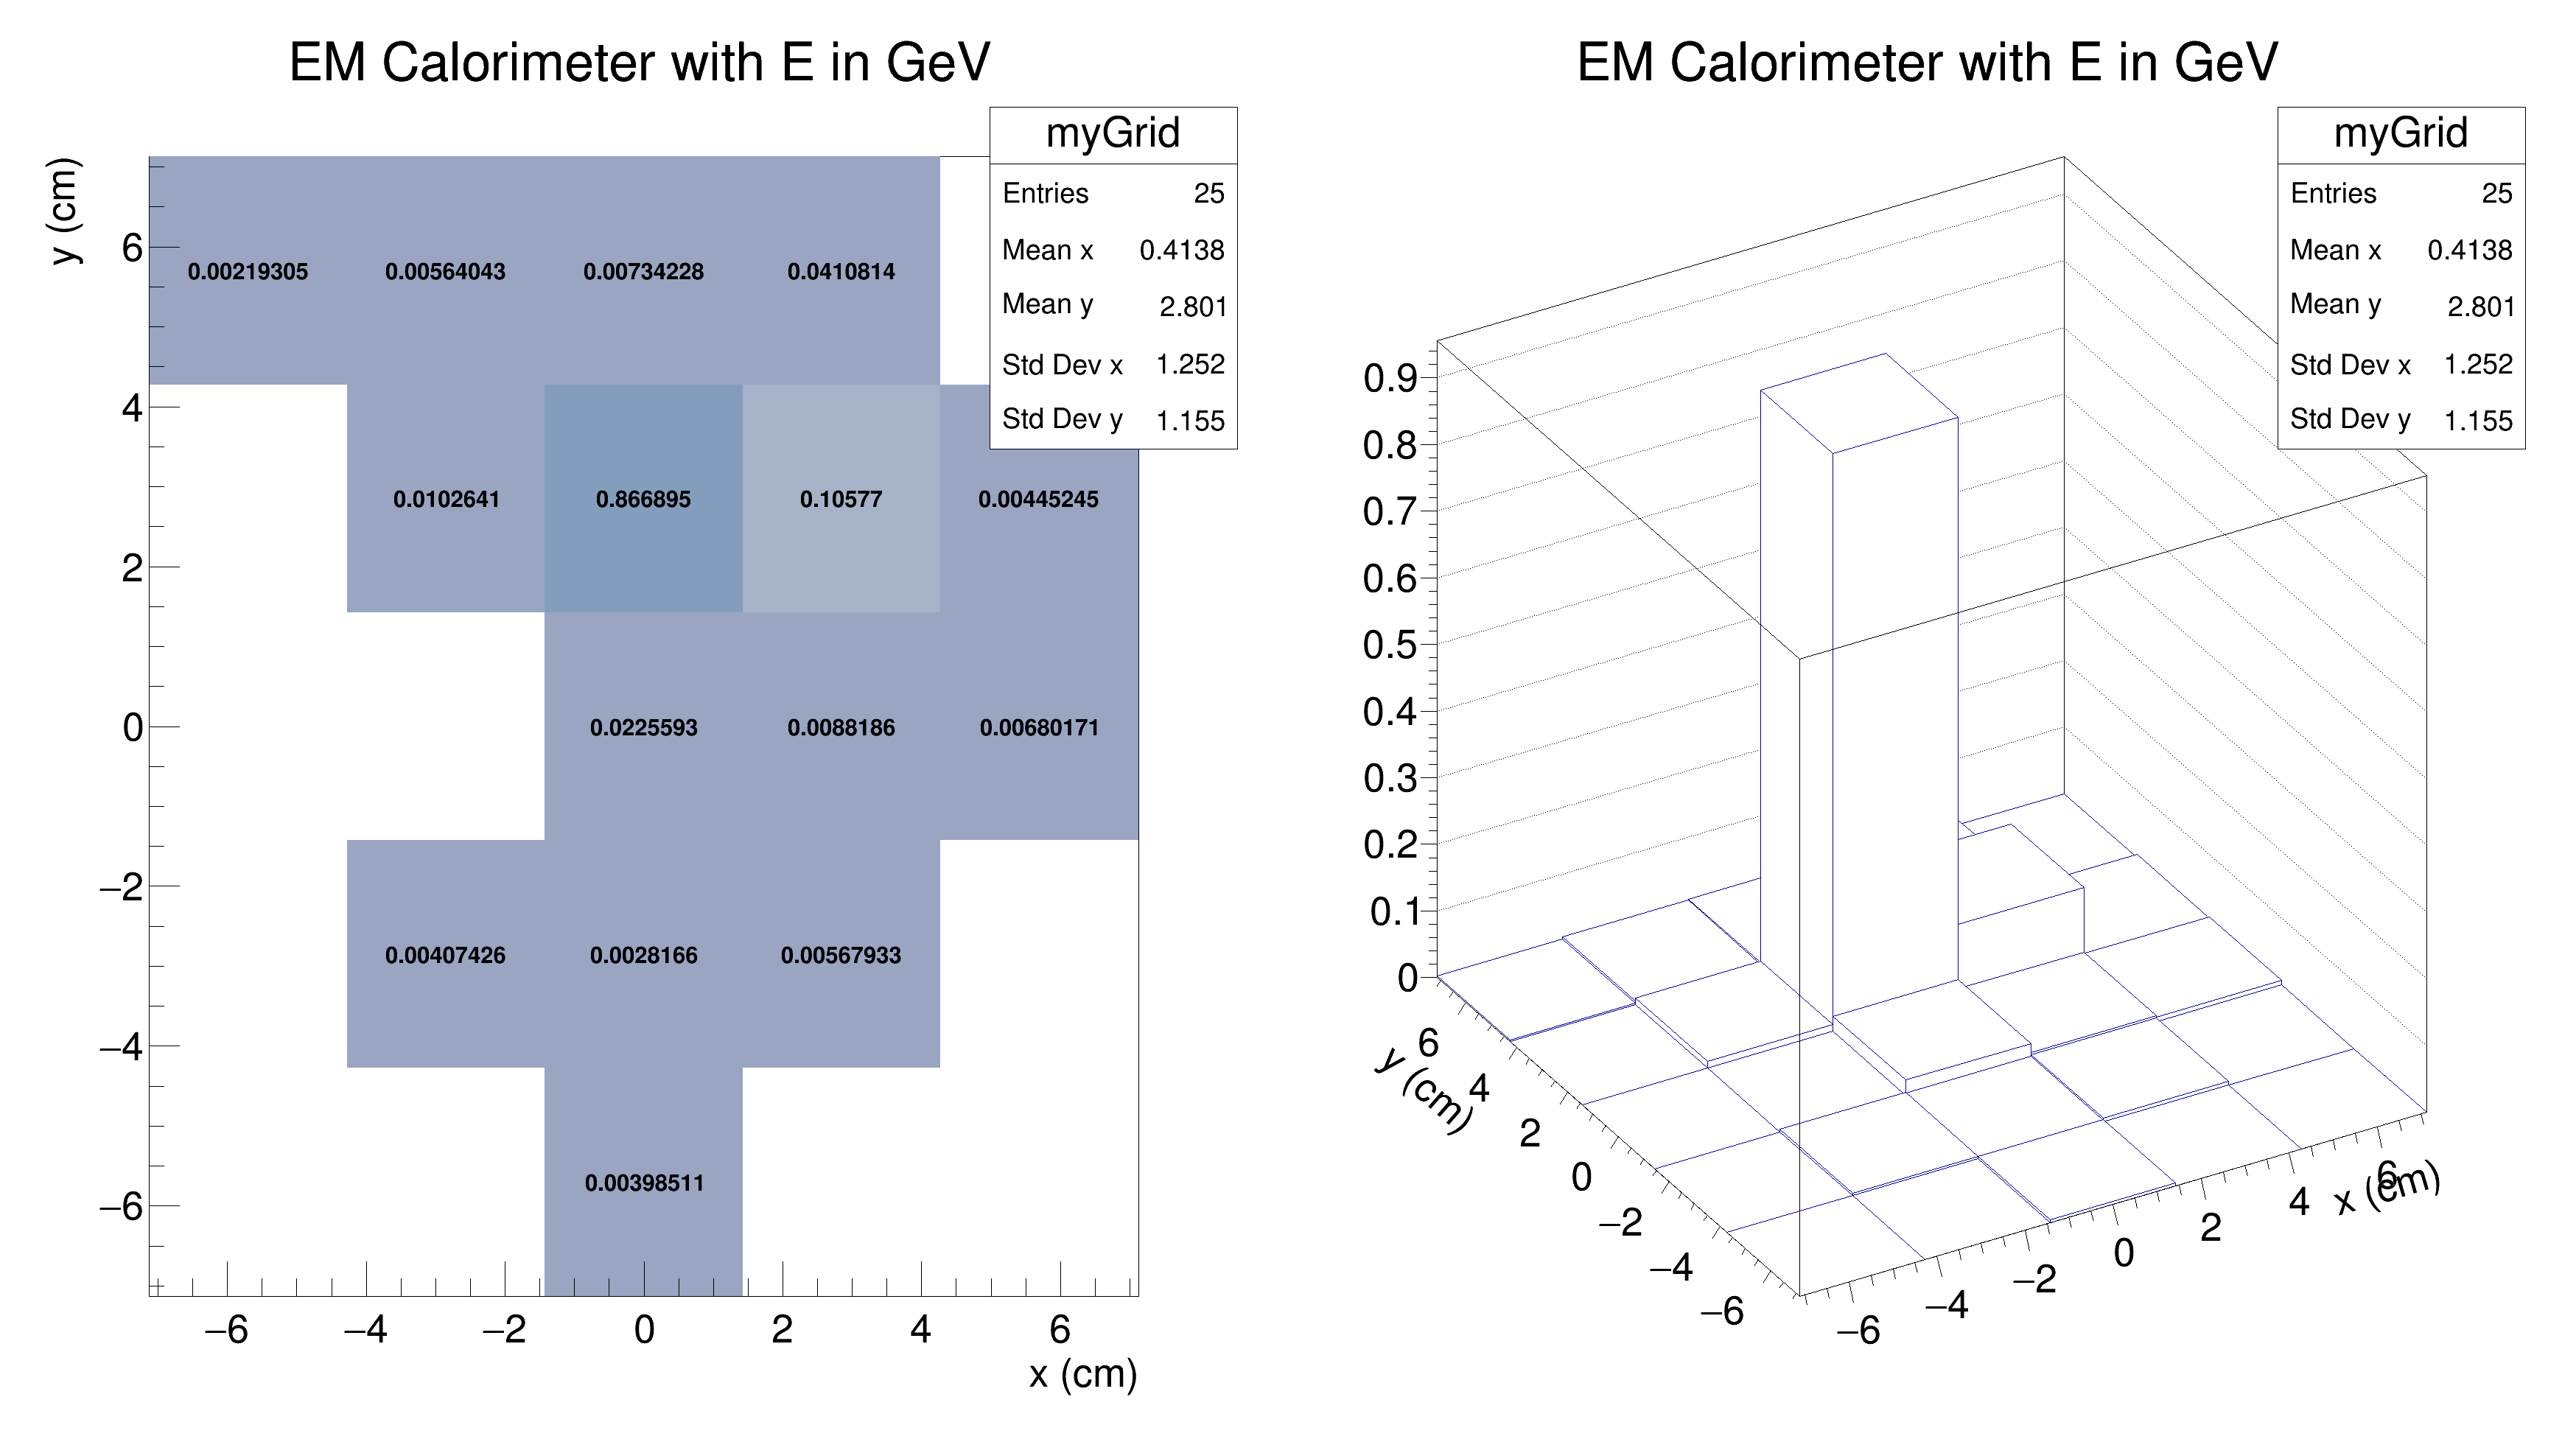 EM Calorimeter with E in GeV
myGrid
Entries 25
Mean x 0.4138
Mean y 2.801
Std Dev x 1.252
Std Dev y 1.155
y (cm)
6
4
2
0
−2
−4
−6
0.00219305 0.00564043 0.00734228 0.0410814
0.0102641 0.866895 0.10577 0.00445245
0.0225593 0.0088186 0.00680171
0.00407426 0.0028166 0.00567933
0.00398511
−6 −4 −2 0 2 4 6
x (cm)
EM Calorimeter with E in GeV
myGrid
Entries 25
Mean x 0.4138
Mean y 2.801
Std Dev x 1.252
Std Dev y 1.155
0.9
0.8
0.7
0.6
0.5
0.4
0.3
0.2
0.1
0
6
4
2
0
−2
−4
−6
y (cm)
−6
−4
−2
0
2
4
6
x (cm)